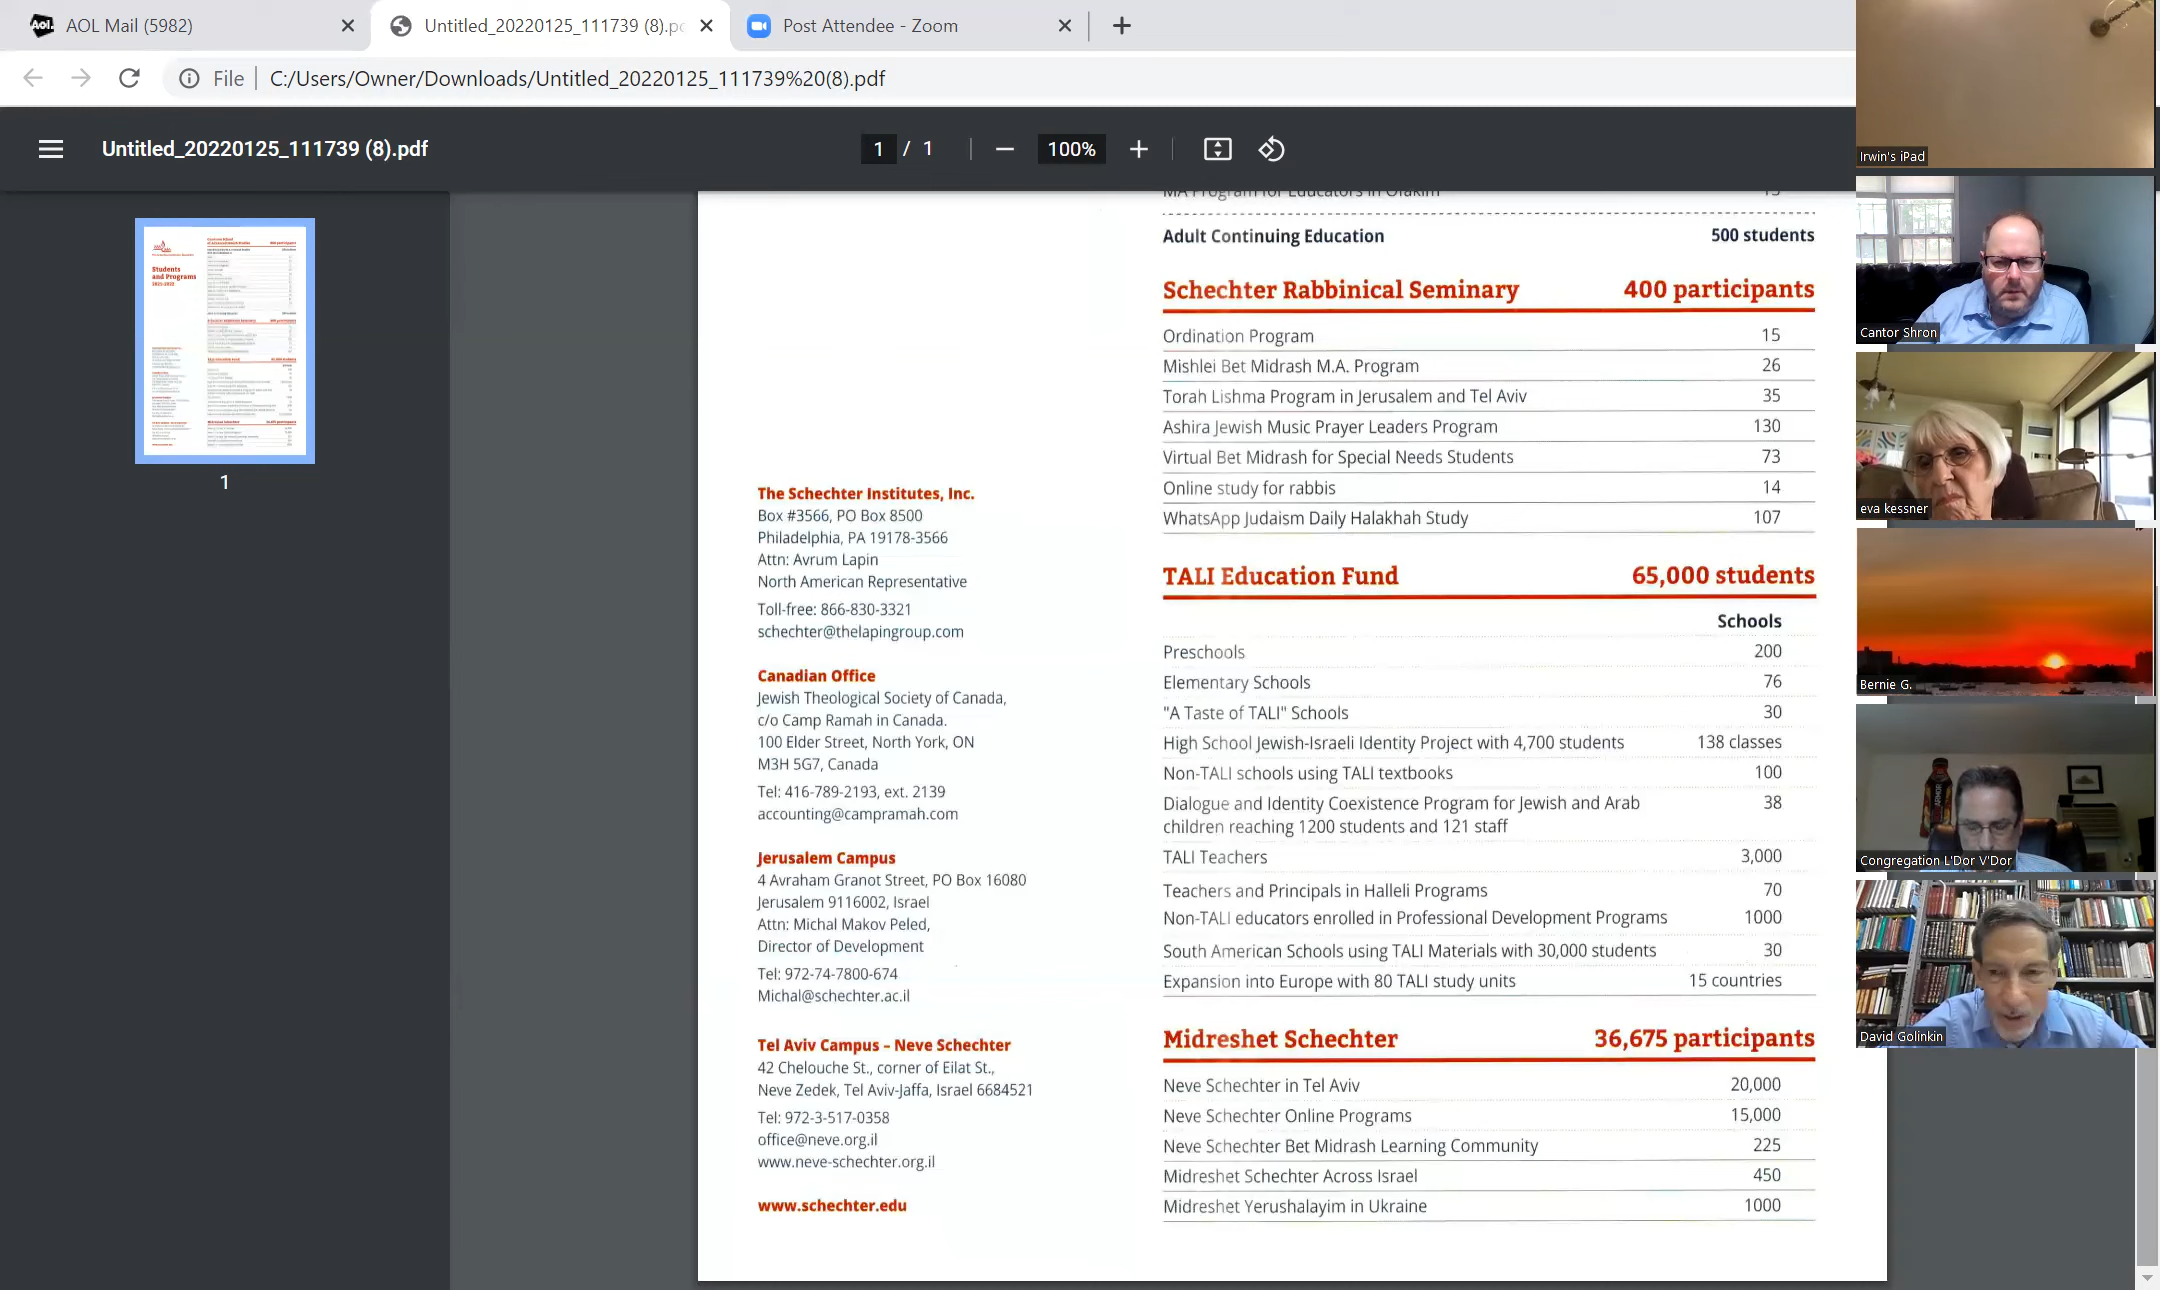 AOL Mail (5982)
Untitled_20220125_111739 (8).pd
Post Attendee - Zoom
File
C:/Users/Owner/Downloads/Untitled_20220125_111739%20(8).pdf
Untitled_20220125_111739 (8).pdf
1 / 1
100%
Students
and Programs
2021-2022
1
MA Program for Educators in Ofakim 15
Adult Continuing Education 500 students
Schechter Rabbinical Seminary 400 participants
Ordination Program 15
Mishlei Bet Midrash M.A. Program 26
Torah Lishma Program in Jerusalem and Tel Aviv 35
Ashira Jewish Music Prayer Leaders Program 130
Virtual Bet Midrash for Special Needs Students 73
Online study for rabbis 14
WhatsApp Judaism Daily Halakhah Study 107
TALI Education Fund 65,000 students
Schools
Preschools 200
Elementary Schools 76
"A Taste of TALI" Schools 30
High School Jewish-Israeli Identity Project with 4,700 students 138 classes
Non-TALI schools using TALI textbooks 100
Dialogue and Identity Coexistence Program for Jewish and Arab 38
children reaching 1200 students and 121 staff
TALI Teachers 3,000
Teachers and Principals in Halleli Programs 70
Non-TALI educators enrolled in Professional Development Programs 1000
South American Schools using TALI Materials with 30,000 students 30
Expansion into Europe with 80 TALI study units 15 countries
Midreshet Schechter 36,675 participants
Neve Schechter in Tel Aviv 20,000
Neve Schechter Online Programs 15,000
Neve Schechter Bet Midrash Learning Community 225
Midreshet Schechter Across Israel 450
Midreshet Yerushalayim in Ukraine 1000
The Schechter Institutes, Inc.
Box #3566, PO Box 8500
Philadelphia, PA 19178-3566
Attn: Avrum Lapin
North American Representative
Toll-free: 866-830-3321
schechter@thelapingroup.com
Canadian Office
Jewish Theological Society of Canada,
c/o Camp Ramah in Canada.
100 Elder Street, North York, ON
M3H 5G7, Canada
Tel: 416-789-2193, ext. 2139
accounting@campramah.com
Jerusalem Campus
4 Avraham Granot Street, PO Box 16080
Jerusalem 9116002, Israel
Attn: Michal Makov Peled,
Director of Development
Tel: 972-74-7800-674
Michal@schechter.ac.il
Tel Aviv Campus – Neve Schechter
42 Chelouche St., corner of Eilat St.,
Neve Zedek, Tel Aviv-Jaffa, Israel 6684521
Tel: 972-3-517-0358
office@neve.org.il
www.neve-schechter.org.il
www.schechter.edu
Irwin's iPad
Cantor Shron
eva kessner
Bernie G.
Congregation L'Dor V'Dor
David Golinkin